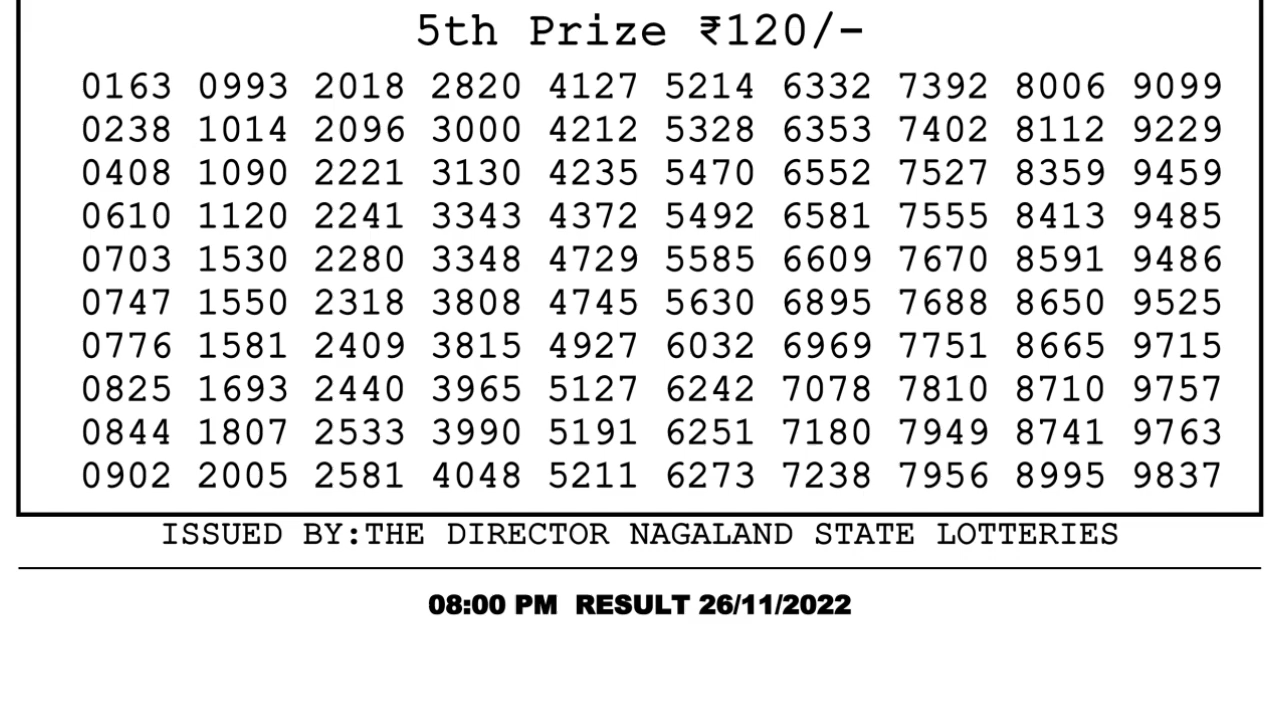 5th Prize ₹120/-
0163 0993 2018 2820 4127 5214 6332 7392 8006 9099
0238 1014 2096 3000 4212 5328 6353 7402 8112 9229
0408 1090 2221 3130 4235 5470 6552 7527 8359 9459
0610 1120 2241 3343 4372 5492 6581 7555 8413 9485
0703 1530 2280 3348 4729 5585 6609 7670 8591 9486
0747 1550 2318 3808 4745 5630 6895 7688 8650 9525
0776 1581 2409 3815 4927 6032 6969 7751 8665 9715
0825 1693 2440 3965 5127 6242 7078 7810 8710 9757
0844 1807 2533 3990 5191 6251 7180 7949 8741 9763
0902 2005 2581 4048 5211 6273 7238 7956 8995 9837
ISSUED BY:THE DIRECTOR NAGALAND STATE LOTTERIES
08:00 PM RESULT 26/11/2022